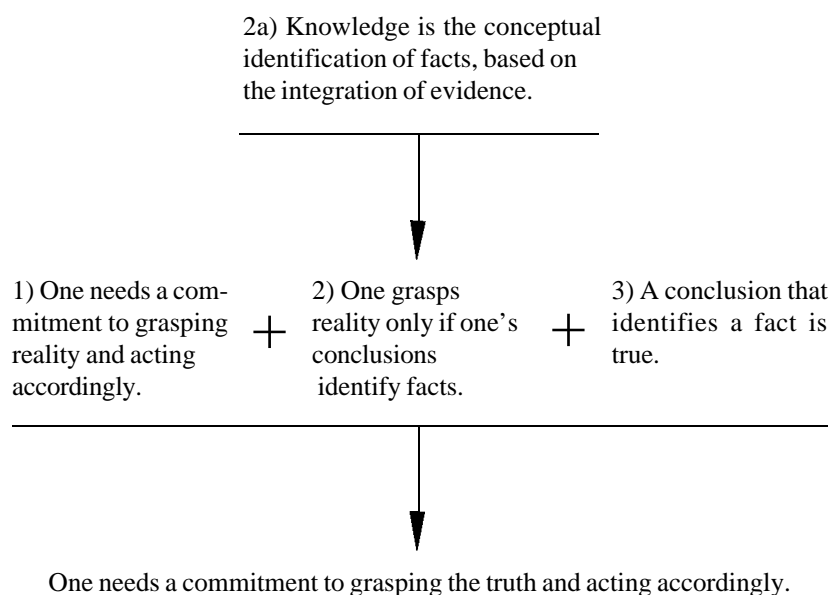 2a) Knowledge is the conceptual
identification of facts, based on
the integration of evidence.
1) One needs a com-
mitment to grasping
reality and acting
accordingly.
+
2) One grasps
reality only if one's
conclusions
identify facts.
+
3) A conclusion that
identifies a fact is
true.
One needs a commitment to grasping the truth and acting accordingly.